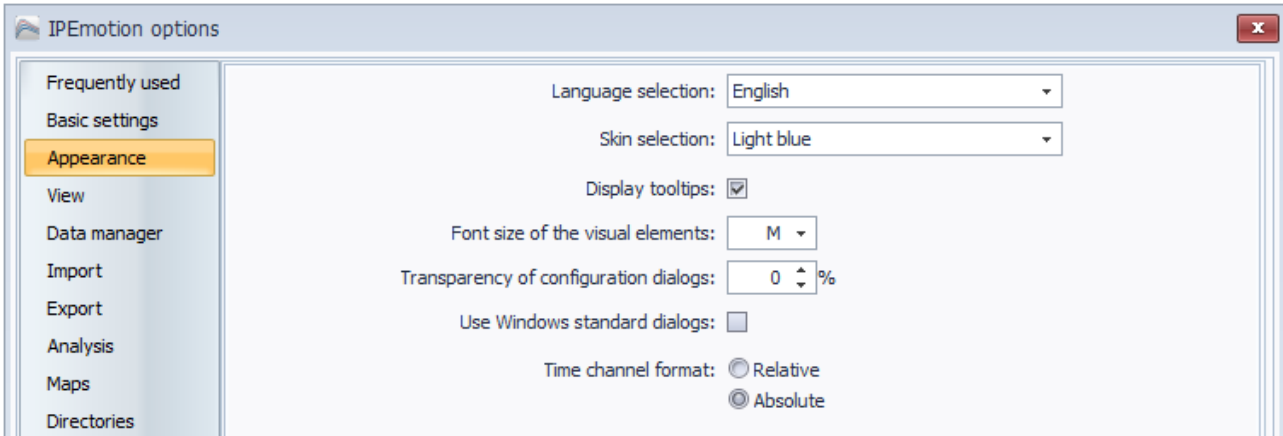 IPEmotion options
x
Frequently used
Basic settings
Appearance
View
Data manager
Import
Export
Analysis
Maps
Directories
Language selection: English
Skin selection: Light blue
Display tooltips:
Font size of the visual elements: M
Transparency of configuration dialogs: 0 %
Use Windows standard dialogs:
Time channel format: Relative
Absolute